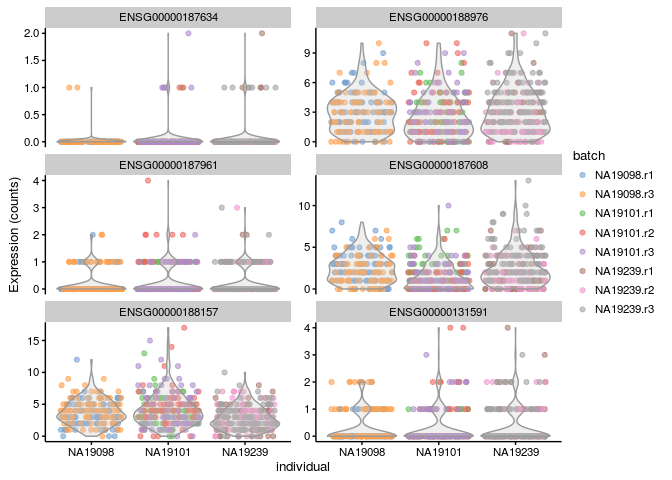 ENSG00000187634
ENSG00000188976
2.0
1.5
1.0
0.5
0.0
9
6
3
0
ENSG00000187961
ENSG00000187608
4
3
2
1
0
10
5
0
ENSG00000188157
ENSG00000131591
15
10
5
0
4
3
2
1
0
NA19098 NA19101 NA19239
NA19098 NA19101 NA19239
individual
Expression (counts)
batch
NA19098.r1
NA19098.r3
NA19101.r1
NA19101.r2
NA19101.r3
NA19239.r1
NA19239.r2
NA19239.r3